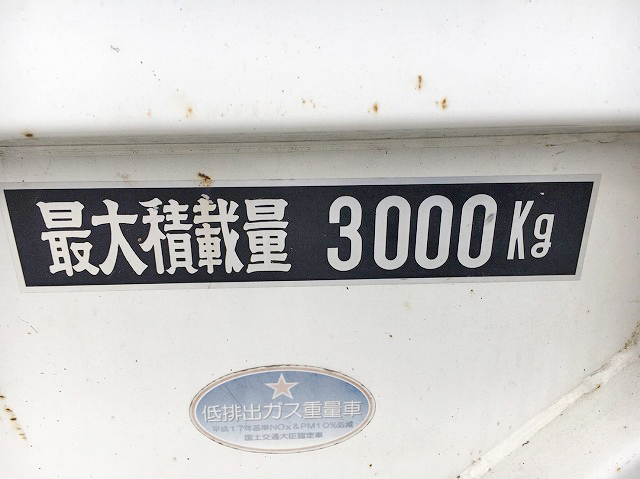 最大積載量 3000Kg
低排出ガス重量車
平成17年基準NOx&PM10%低減
国土交通大臣認定車